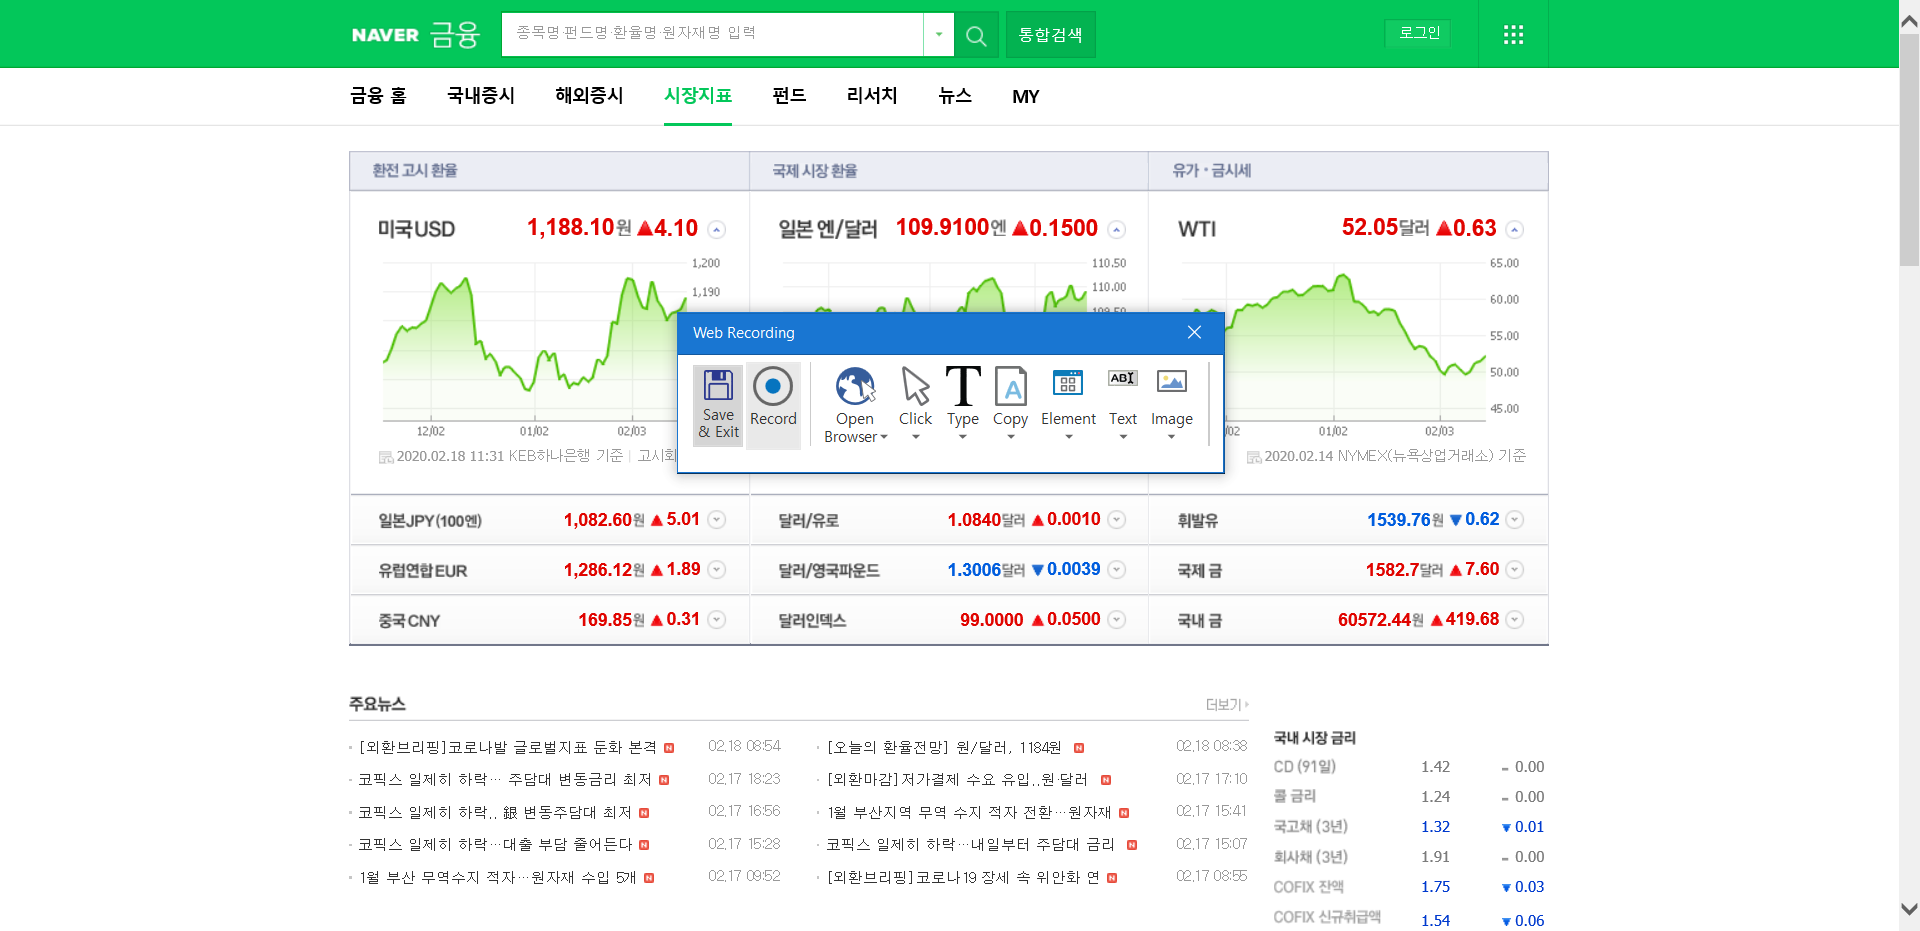 NAVER 금융
종목명·펀드명·환율명·원자재명 입력
통합검색
로그인
금융 홈 국내증시 해외증시 시장지표 펀드 리서치 뉴스 MY
환전 고시 환율 국제 시장 환율 유가·금시세
미국USD 1,188.10원 ▲4.10
1,200
1,190
12/02 01/02 02/03
2020.02.18 11:31 KEB하나은행 기준 고시회
일본 엔/달러 109.9100엔 ▲0.1500
110.50
110.00
109.50
WTI 52.05달러 ▲0.63
65.00
60.00
55.00
50.00
45.00
/02 01/02 02/03
2020.02.14 NYMEX(뉴욕상업거래소) 기준
Web Recording
Save & Exit
Record
Open Browser
Click
Type
Copy
Element
ABI
Text
Image
일본JPY(100엔) 1,082.60원 ▲5.01
유럽연합EUR 1,286.12원 ▲1.89
중국CNY 169.85원 ▲0.31
달러/유로 1.0840달러 ▲0.0010
달러/영국파운드 1.3006달러 ▼0.0039
달러인덱스 99.0000 ▲0.0500
휘발유 1539.76원 ▼0.62
국제 금 1582.7달러 ▲7.60
국내 금 60572.44원 ▲419.68
주요뉴스 더보기
[외환브리핑]코로나발 글로벌지표 둔화 본격 N 02.18 08:54
코픽스 일제히 하락… 주담대 변동금리 최저 N 02.17 18:23
코픽스 일제히 하락.. 銀 변동주담대 최저 N 02.17 16:56
코픽스 일제히 하락…대출 부담 줄어든다 N 02.17 15:28
1월 부산 무역수지 적자…원자재 수입 5개 N 02.17 09:52
[오늘의 환율전망] 원/달러, 1184원 N 02.18 08:38
[외환마감]저가결제 수요 유입..원·달러 N 02.17 17:10
1월 부산지역 무역 수지 적자 전환…원자재 N 02.17 15:41
코픽스 일제히 하락…내일부터 주담대 금리 N 02.17 15:07
[외환브리핑]코로나19 장세 속 위안화 연 N 02.17 08:55
국내 시장 금리
CD (91일) 1.42 - 0.00
콜 금리 1.24 - 0.00
국고채 (3년) 1.32 ▼0.01
회사채 (3년) 1.91 - 0.00
COFIX 잔액 1.75 ▼0.03
COFIX 신규취급액 1.54 ▼0.06